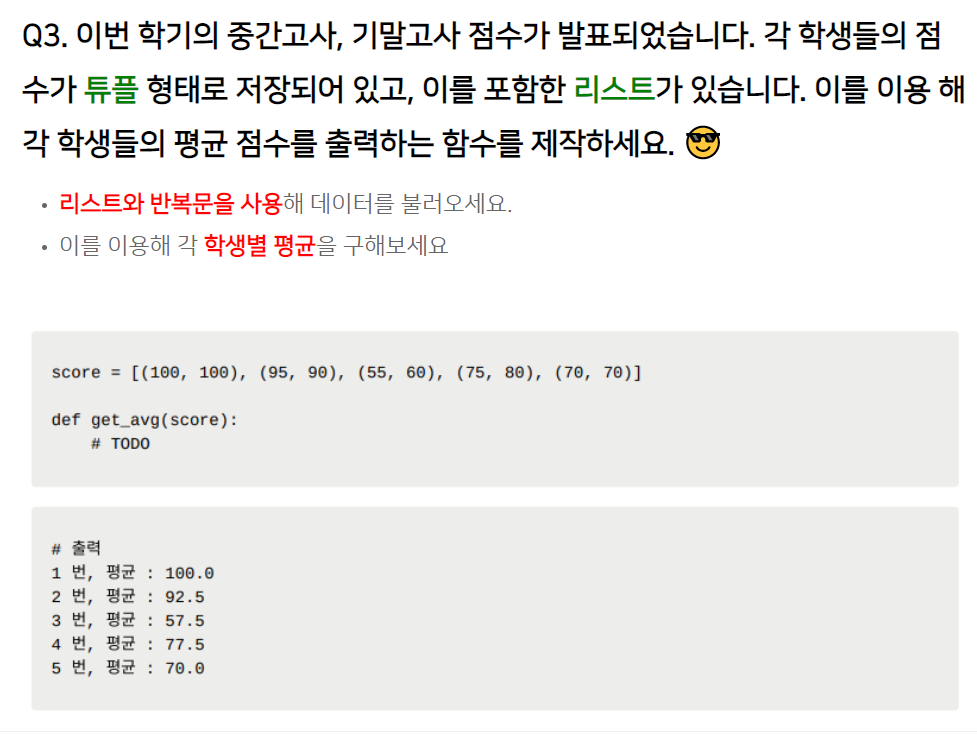 Q3. 이번 학기의 중간고사, 기말고사 점수가 발표되었습니다. 각 학생들의 점
수가 튜플 형태로 저장되어 있고, 이를 포함한 리스트가 있습니다. 이를 이용 해
각 학생들의 평균 점수를 출력하는 함수를 제작하세요. 😎
• 리스트와 반복문을 사용해 데이터를 불러오세요.
• 이를 이용해 각 학생별 평균을 구해보세요
score = [(100, 100), (95, 90), (55, 60), (75, 80), (70, 70)]
def get_avg(score):
    # TODO
# 출력
1 번, 평균 : 100.0
2 번, 평균 : 92.5
3 번, 평균 : 57.5
4 번, 평균 : 77.5
5 번, 평균 : 70.0